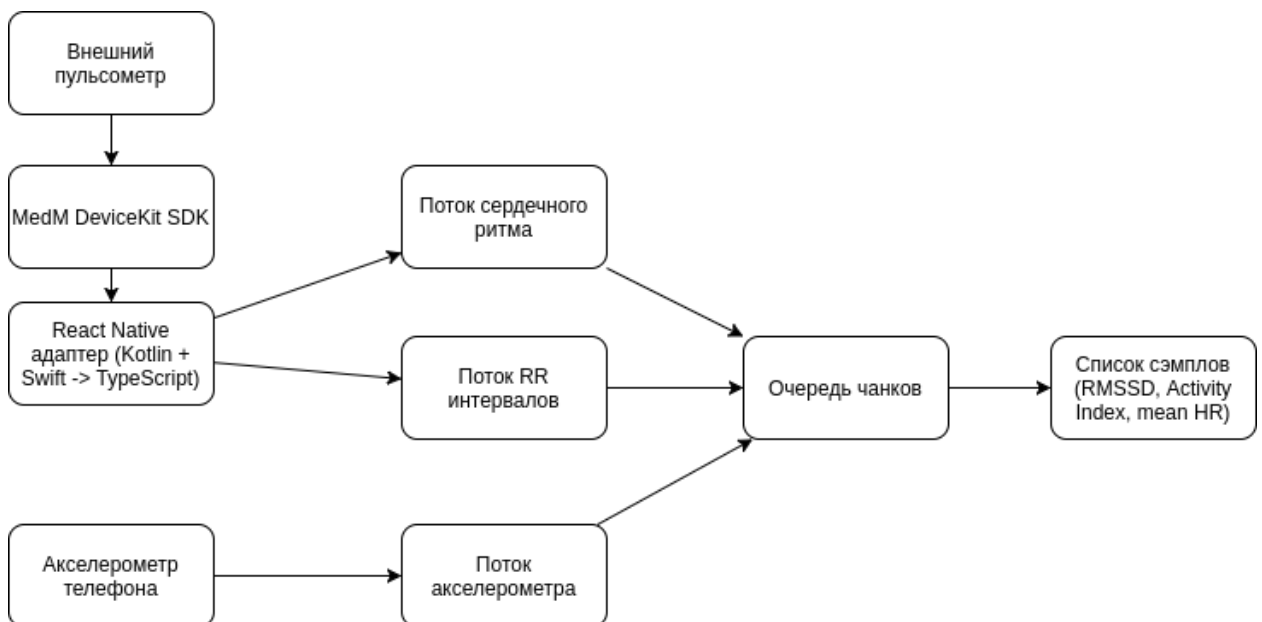 Внешний
пульсометр
MedM DeviceKit SDK
React Native
адаптер (Kotlin +
Swift -> TypeScript)
Поток сердечного
ритма
Поток RR
интервалов
Очередь чанков
Список сэмплов
(RMSSD, Activity
Index, mean HR)
Акселерометр
телефона
Поток
акселерометра